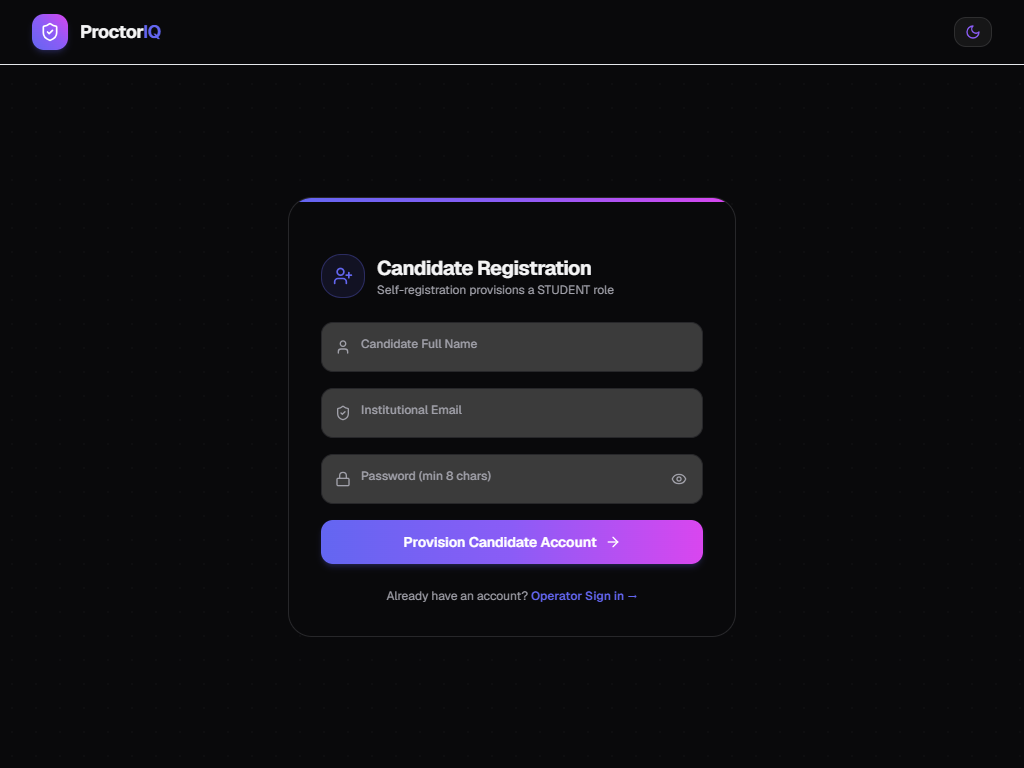 ProctorIQ
Candidate Registration
Self-registration provisions a STUDENT role
Candidate Full Name
Institutional Email
Password (min 8 chars)
Provision Candidate Account →
Already have an account? Operator Sign in →